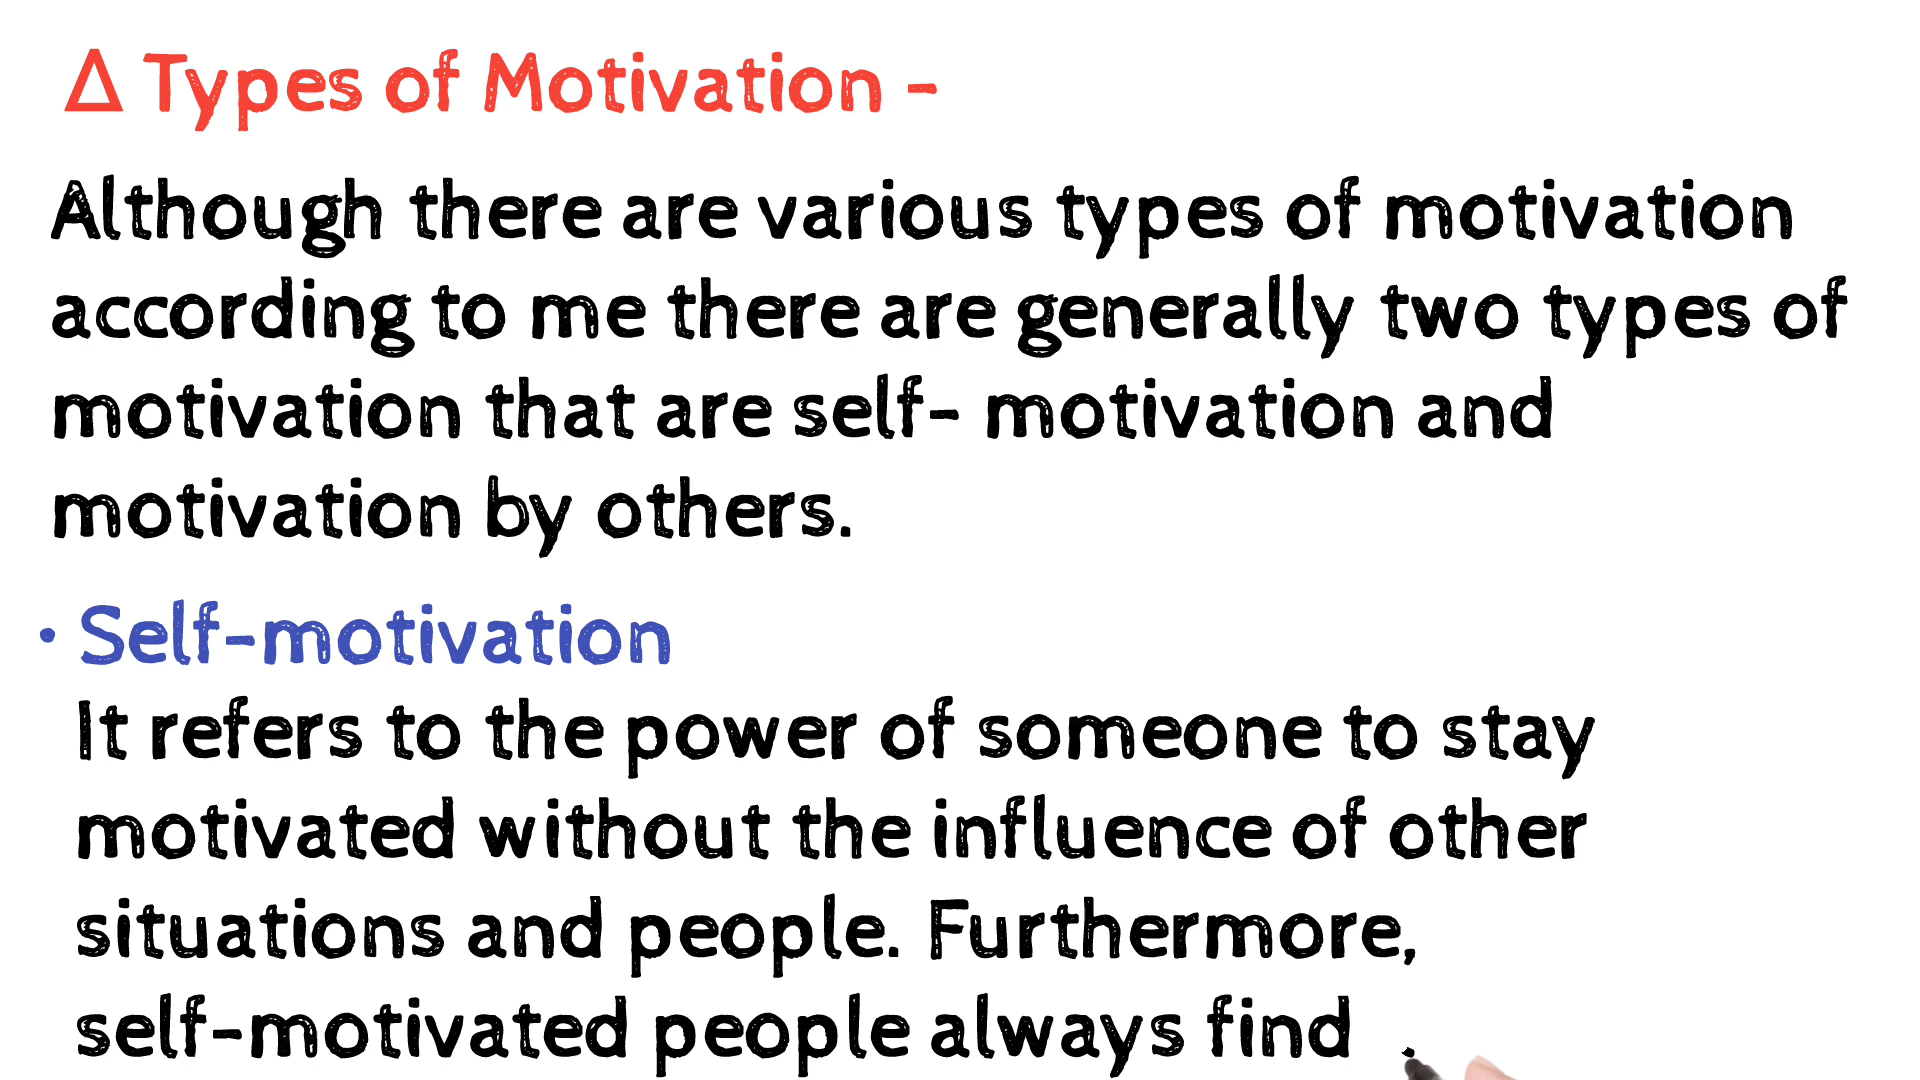 Δ Types of Motivation -
Although there are various types of motivation
according to me there are generally two types of
motivation that are self- motivation and
motivation by others.
• Self-motivation
It refers to the power of someone to stay
motivated without the influence of other
situations and people. Furthermore,
self-motivated people always find